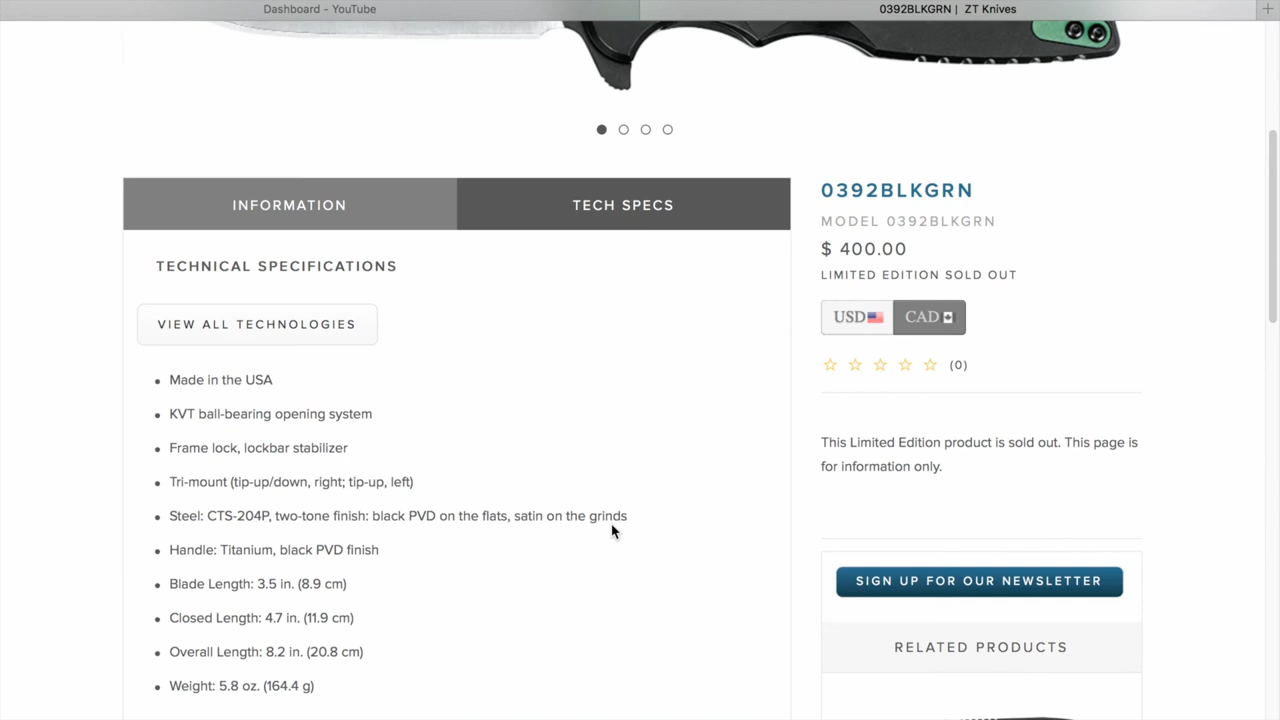 Dashboard - YouTube
0392BLKGRN | ZT Knives
INFORMATION
TECH SPECS
TECHNICAL SPECIFICATIONS
VIEW ALL TECHNOLOGIES
Made in the USA
KVT ball-bearing opening system
Frame lock, lockbar stabilizer
Tri-mount (tip-up/down, right; tip-up, left)
Steel: CTS-204P, two-tone finish: black PVD on the flats, satin on the grinds
Handle: Titanium, black PVD finish
Blade Length: 3.5 in. (8.9 cm)
Closed Length: 4.7 in. (11.9 cm)
Overall Length: 8.2 in. (20.8 cm)
Weight: 5.8 oz. (164.4 g)
0392BLKGRN
MODEL 0392BLKGRN
$ 400.00
LIMITED EDITION SOLD OUT
USD
CAD
(0)
This Limited Edition product is sold out. This page is
for information only.
SIGN UP FOR OUR NEWSLETTER
RELATED PRODUCTS